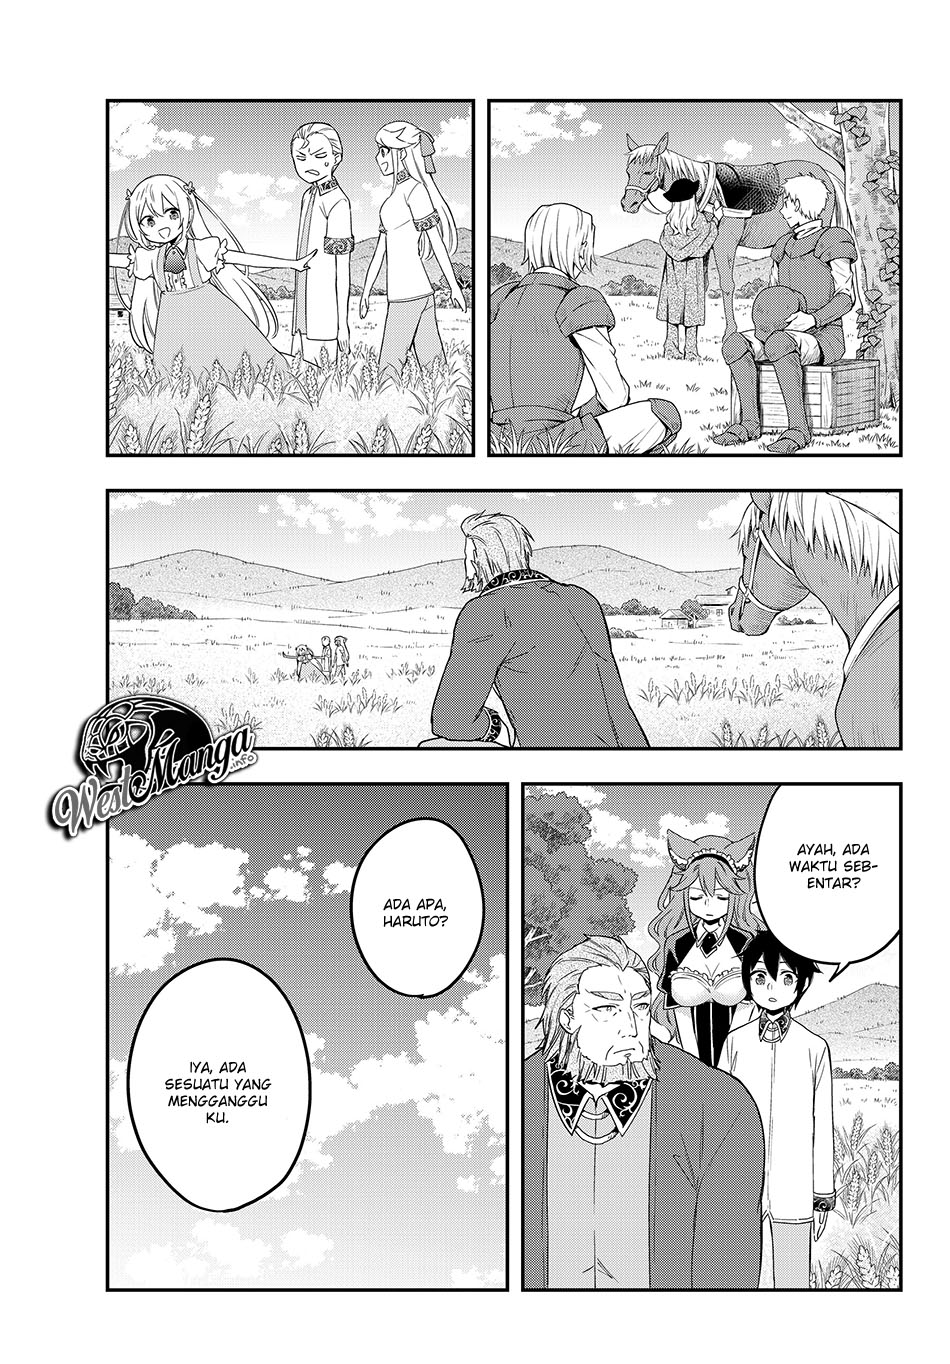 AYAH, ADA
WAKTU SEB-
ENTAR?
ADA APA,
HARUTO?
IYA, ADA
SESUATU YANG
MENGGANGGU
KU.
WestManga
.info